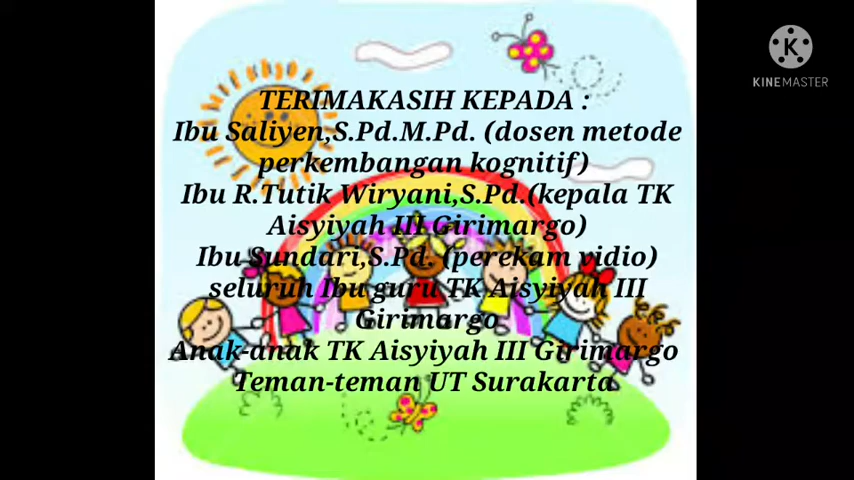 K
KINEMASTER
TERIMAKASIH KEPADA :
Ibu Saliyen,S.Pd.M.Pd. (dosen metode
perkembangan kognitif)
Ibu R.Tutik Wiryani,S.Pd.(kepala TK
Aisyiyah III Girimargo)
Ibu Sundari,S.Pd. (perekam vidio)
seluruh Ibu guru TK Aisyiyah III
Girimargo
Anak-anak TK Aisyiyah III Girimargo
Teman-teman UT Surakarta